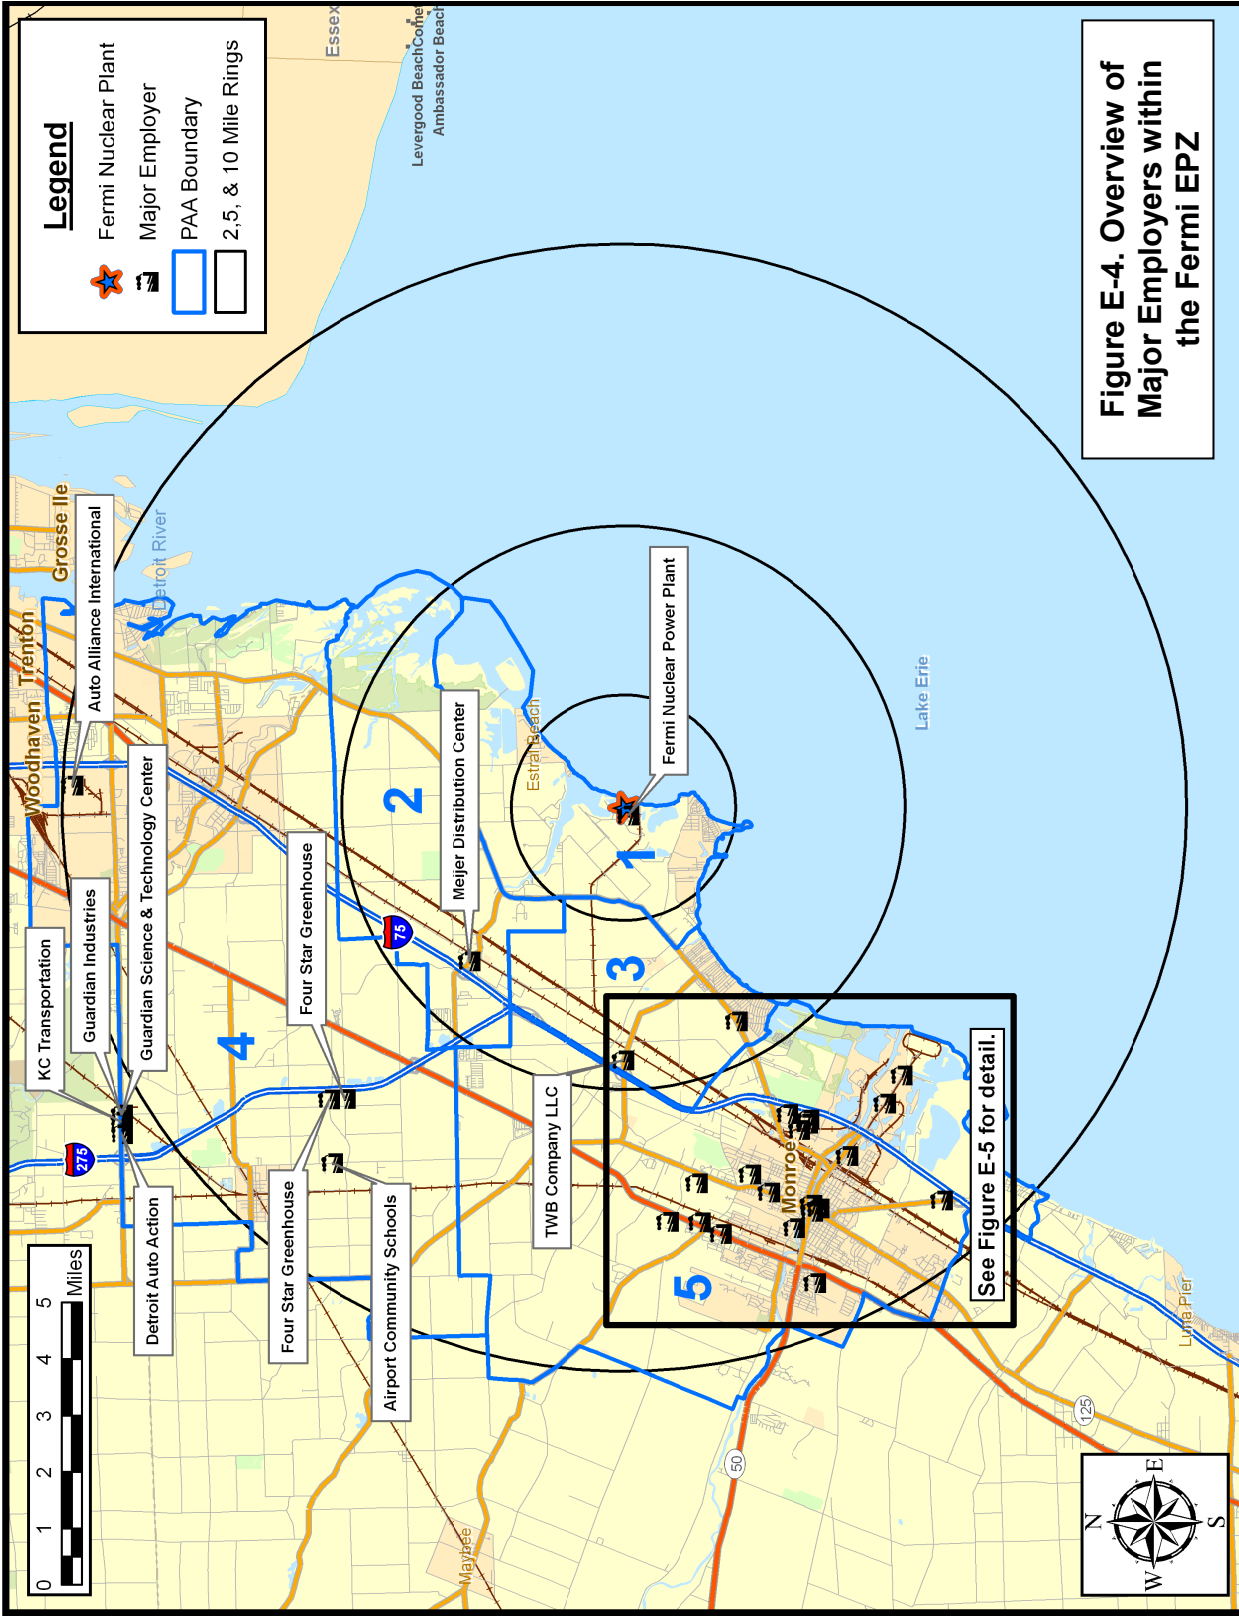 Legend
Fermi Nuclear Plant
Major Employer
PAA Boundary
2,5, & 10 Mile Rings
Figure E-4. Overview of
Major Employers within
the Fermi EPZ
0 1 2 3 4 5
Miles
N
W E
S
Essex
Levergood BeachComet
Ambassador Beach
Grosse Ile
Trenton
Woodhaven
Detroit River
Auto Alliance International
KC Transportation
Guardian Industries
Guardian Science & Technology Center
Detroit Auto Action
Four Star Greenhouse
Four Star Greenhouse
Airport Community Schools
Meijer Distribution Center
Estral Beach
Fermi Nuclear Power Plant
TWB Company LLC
Lake Erie
Monroe
See Figure E-5 for detail.
Luna Pier
Maybee
275
75
50
125
1
2
3
4
5